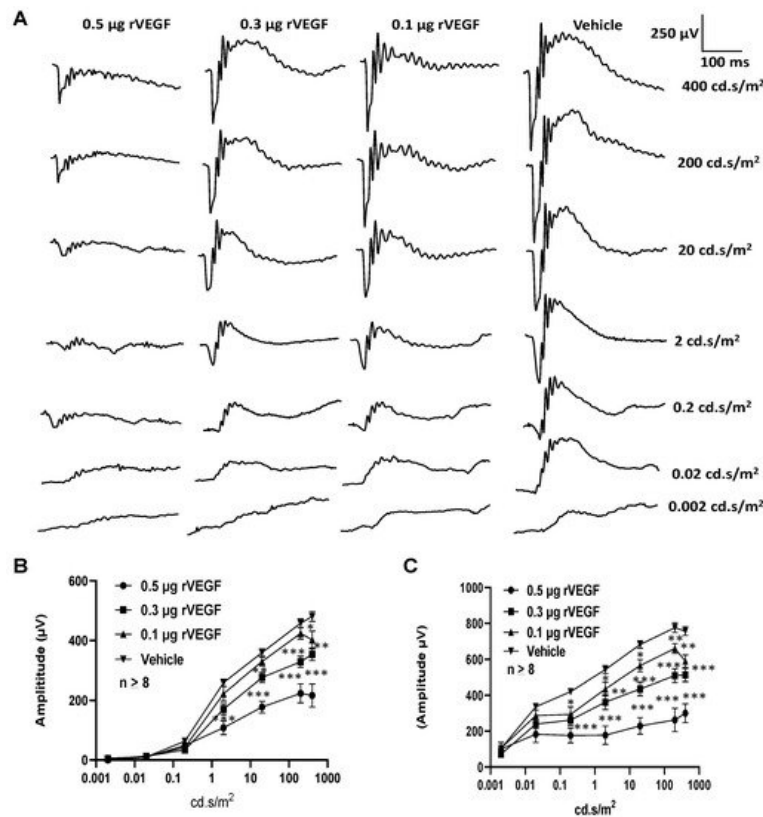 A
0.5 µg rVEGF 0.3 µg rVEGF 0.1 µg rVEGF Vehicle
250 µV
100 ms
400 cd.s/m²
200 cd.s/m²
20 cd.s/m²
2 cd.s/m²
0.2 cd.s/m²
0.02 cd.s/m²
0.002 cd.s/m²
B
600
400
200
0
Amplititude (µV)
0.5 µg rVEGF
0.3 µg rVEGF
0.1 µg rVEGF
Vehicle
n > 8
*
**
**
***
***
***
***
***
**
*
0.001 0.01 0.1 1 10 100 1000
cd.s/m²
C
1000
800
600
400
200
0
(Amplitude µV)
0.5 µg rVEGF
0.3 µg rVEGF
0.1 µg rVEGF
Vehicle
n > 8
**
**
*
***
***
*
**
**
*
***
***
***
***
***
0.001 0.01 0.1 1 10 100 1000
cd.s/m²